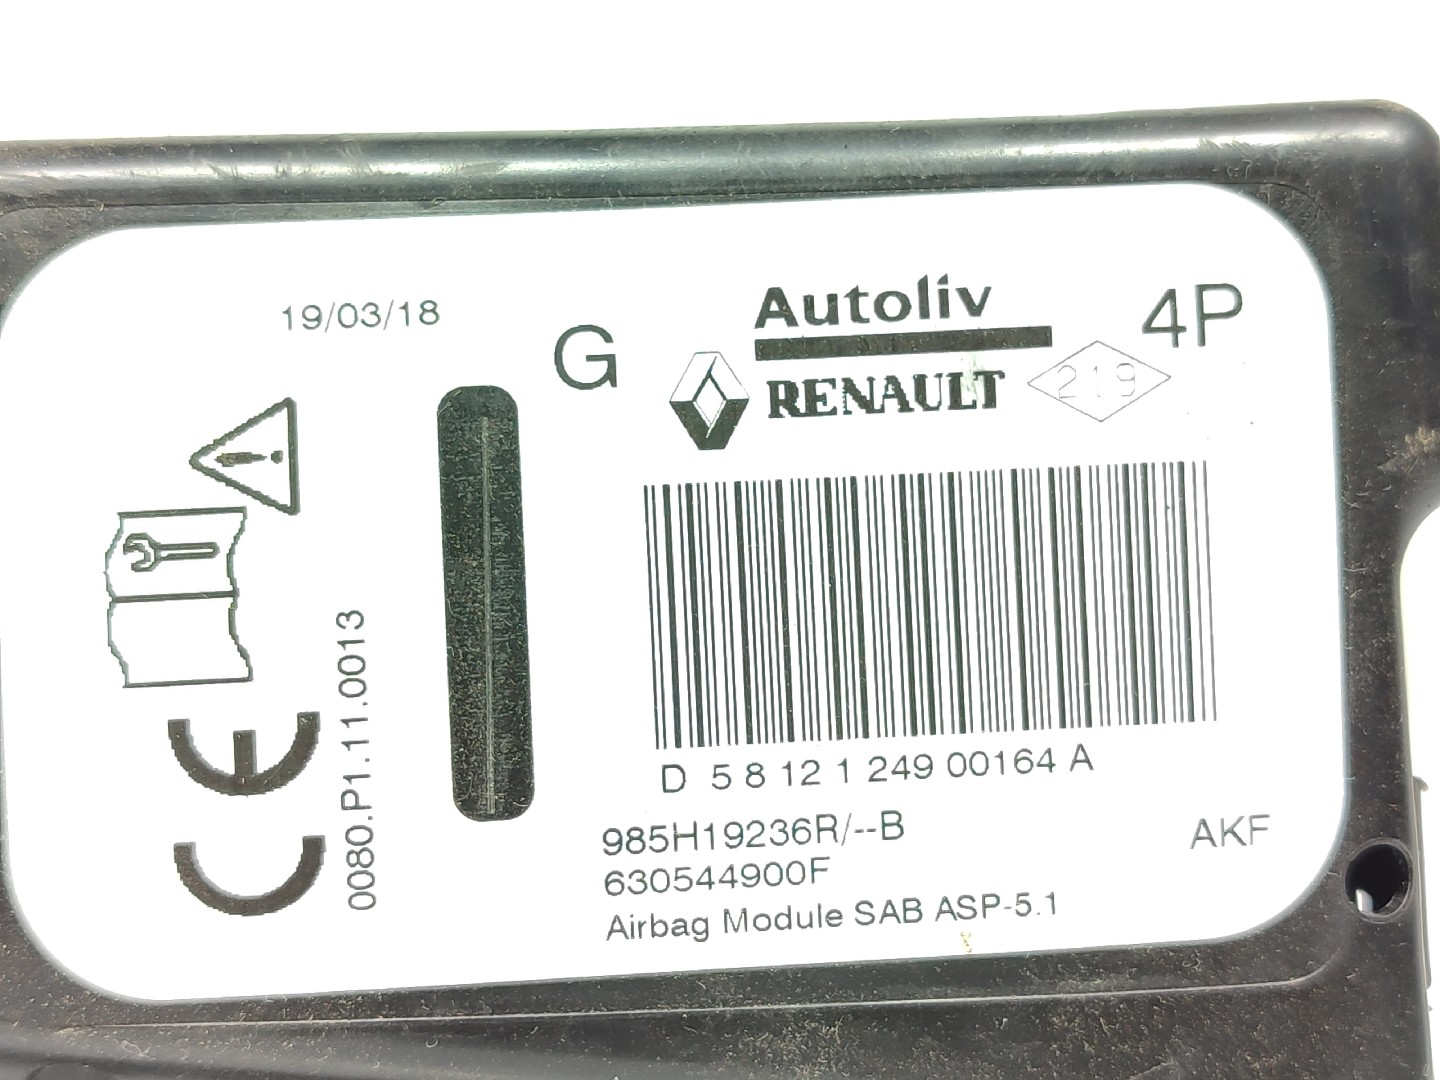 19/03/18
G
Autoliv
4P
RENAULT
219
0080.P1.11.0013
CE
D 5 8 12 1 249 00164 A
985H19236R/--B
AKF
630544900F
Airbag Module SAB ASP-5.1